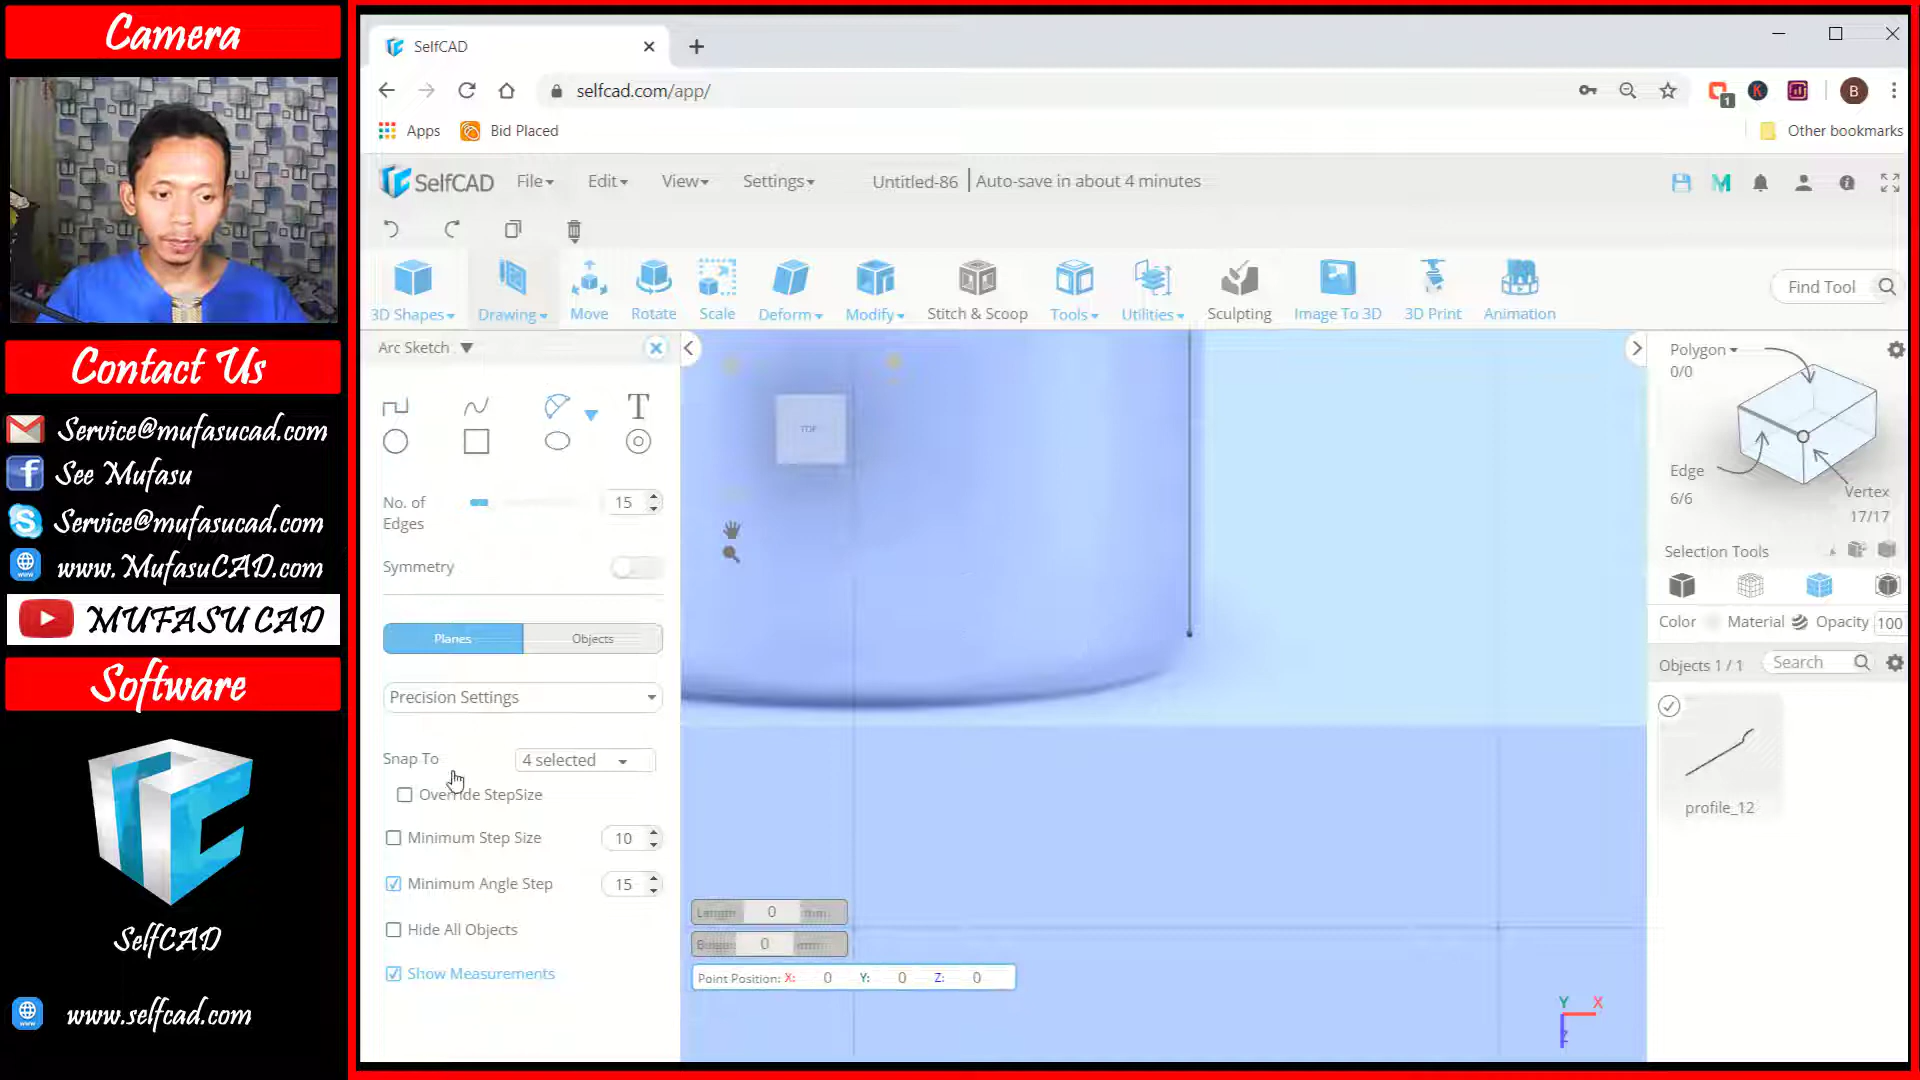 Camera
Contact Us
Service@mufasucad.com
See Mufasu
Service@mufasucad.com
www.MufasuCAD.com
MUFASU CAD
Software
SelfCAD
www.selfcad.com
SelfCAD
selfcad.com/app/
1
K
B
Apps
Bid Placed
Other bookmarks
SelfCAD
File
Edit
View
Settings
Untitled-86
Auto-save in about 4 minutes
3D Shapes
Drawing
Move
Rotate
Scale
Deform
Modify
Stitch & Scoop
Tools
Utilities
Sculpting
Image To 3D
3D Print
Animation
Find Tool
Arc Sketch
T
No. of
Edges
15
Symmetry
Planes
Objects
Precision Settings
Snap To
4 selected
Override StepSize
Minimum Step Size
10
Minimum Angle Step
15
Hide All Objects
Show Measurements
TOP
Length
0
mm
0
Point Position: X: 0 Y: 0 Z: 0
Y
X
Z
Polygon
0/0
Edge
6/6
Vertex
17/17
Selection Tools
Color
Material
Opacity
100
Objects 1 / 1
Search
profile_12